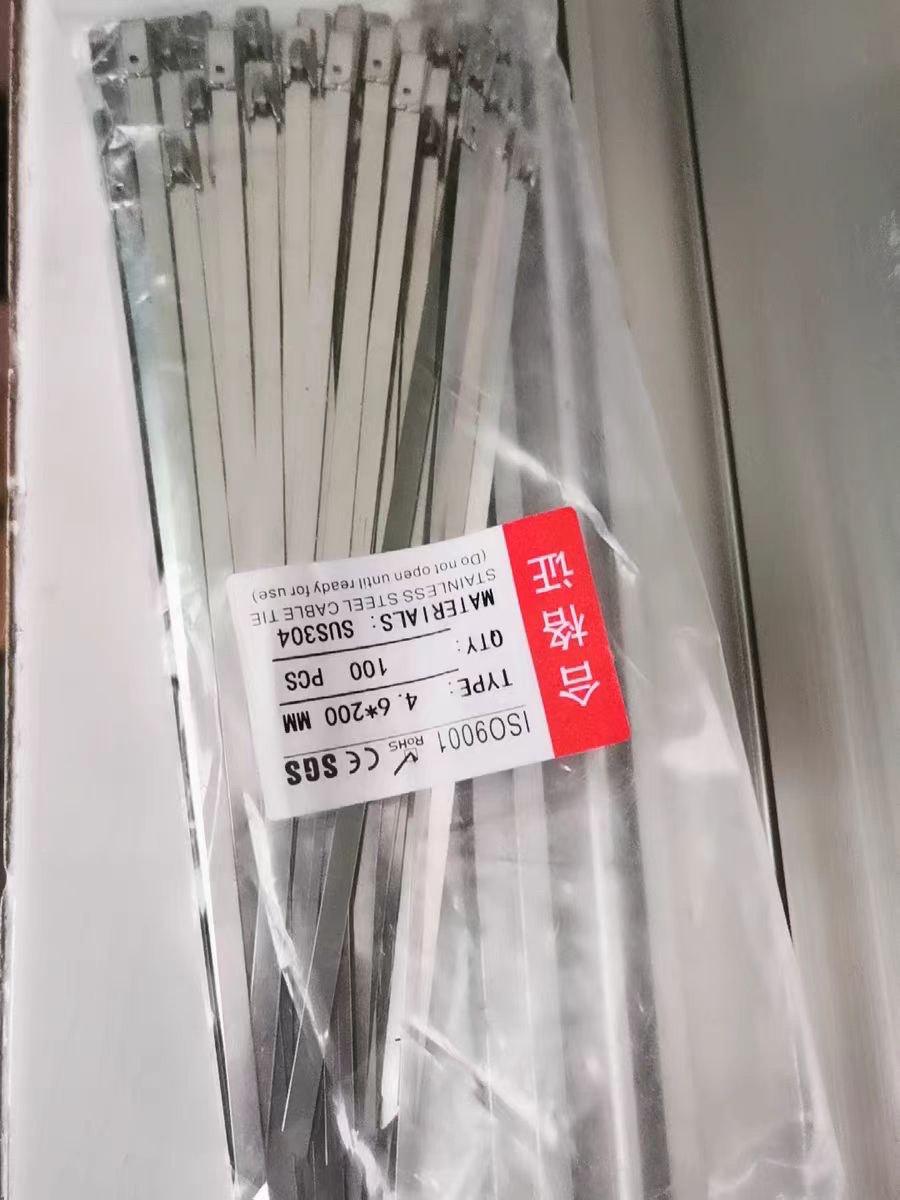 合格证
(Do not open until ready for use)
STAINLESS STEEL CABLE TIE
MATERIALS: SUS304
QTY: 100 PCS
TYPE: 4.6*200 MM
ISO9001 RoHS CE SGS